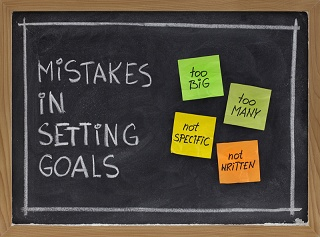 MISTAKES
IN
SETTING
GOALS
too
BIG
too
MANY
not
SPECIFIC
not
WRITTEN